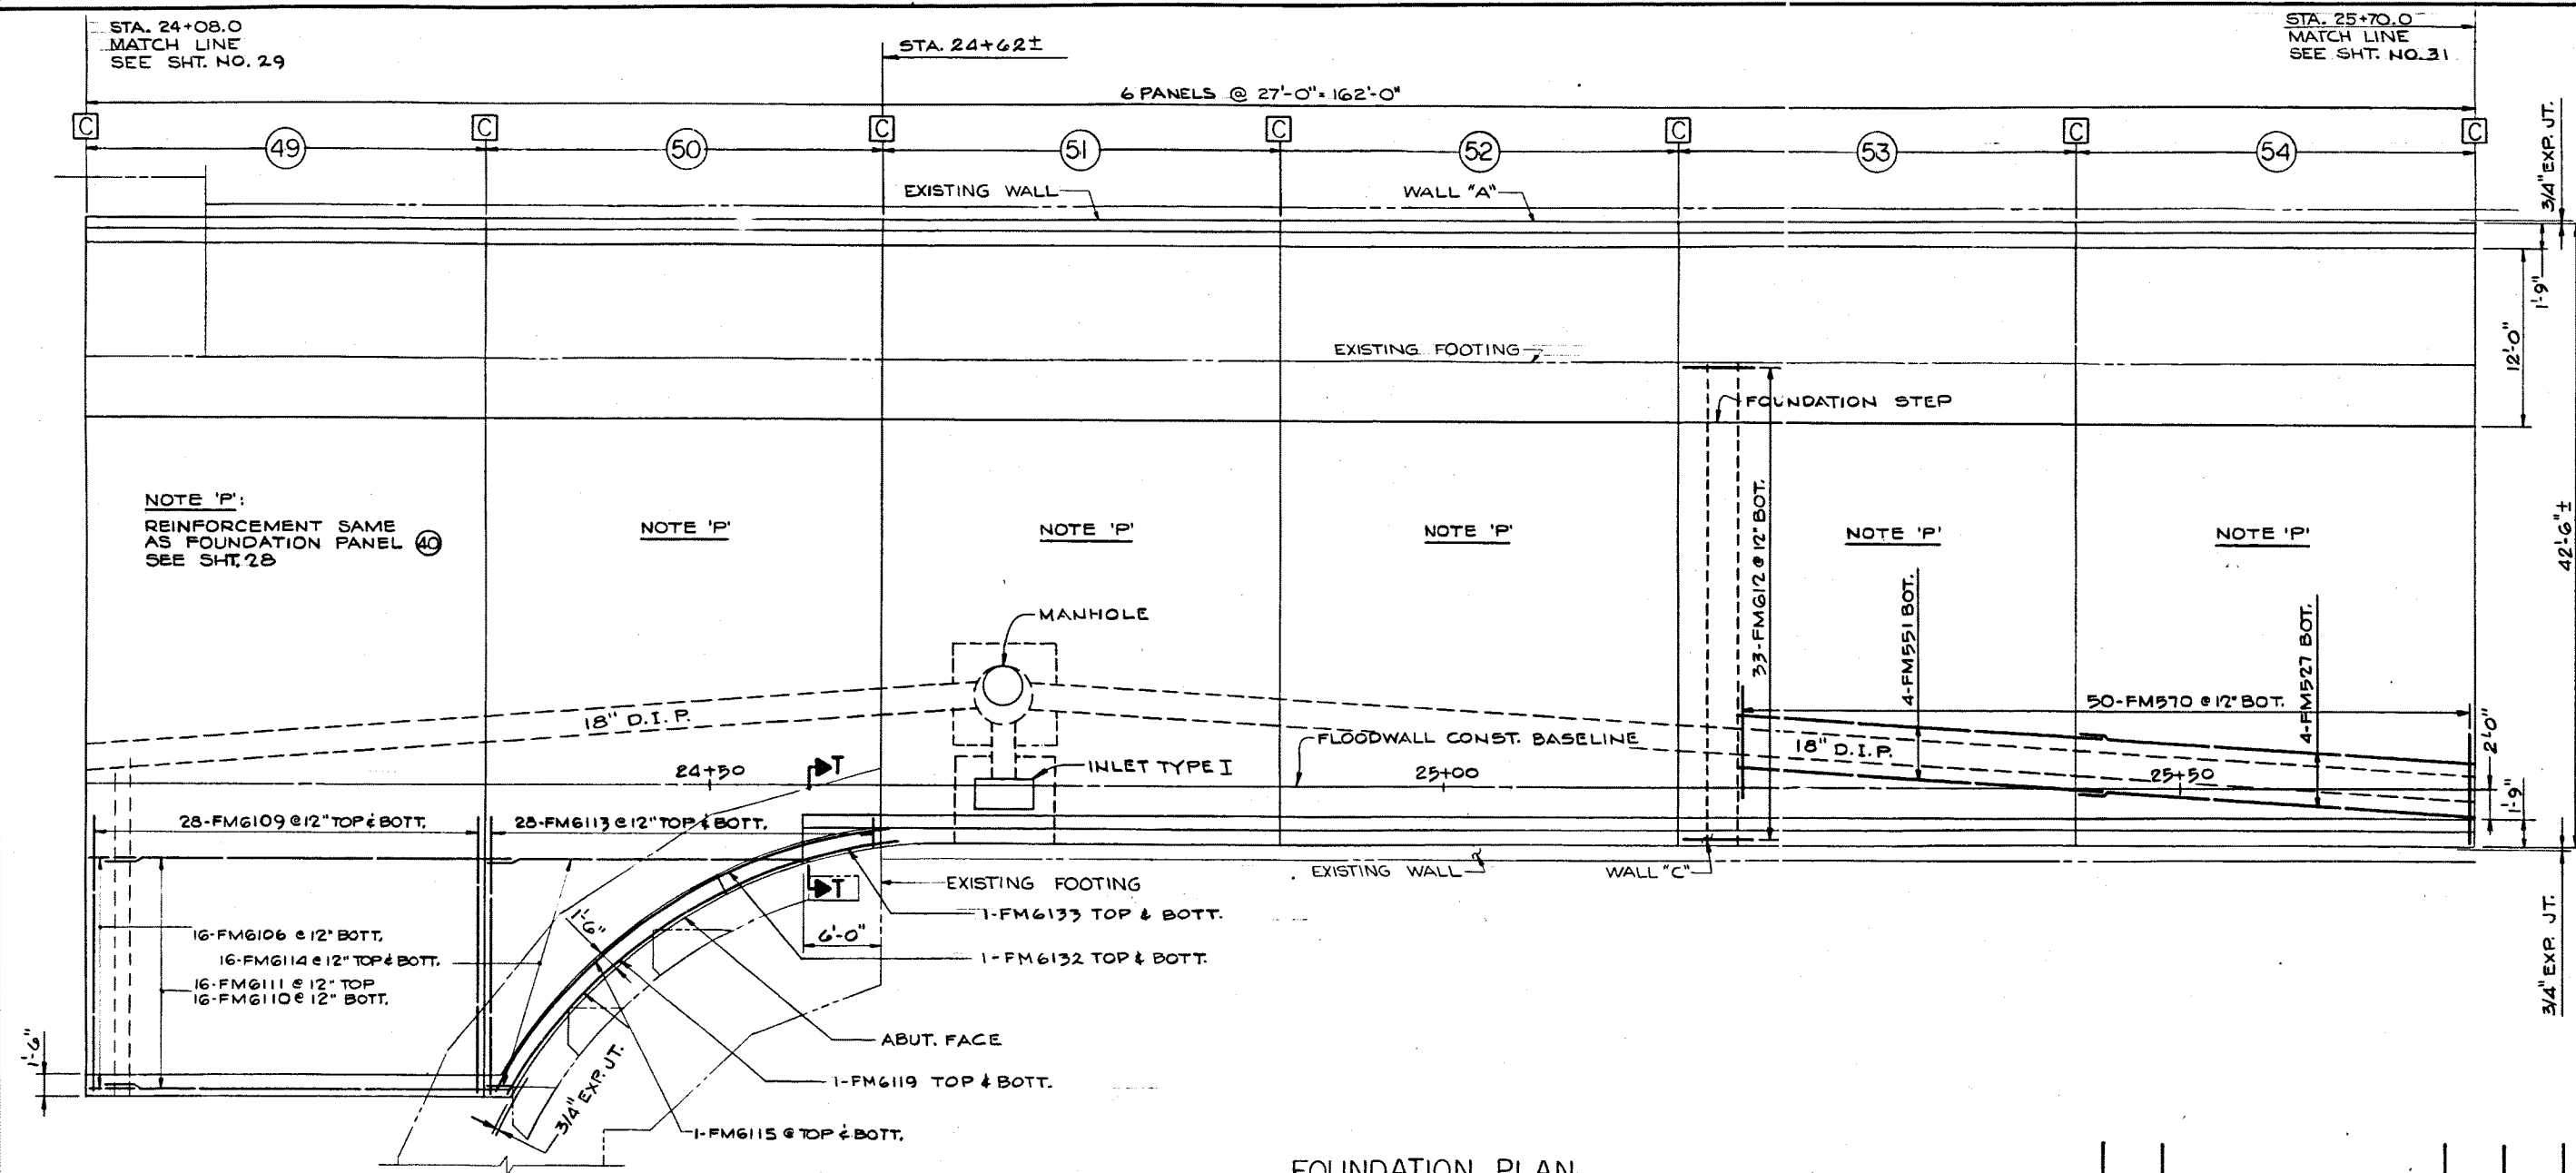 STA. 24+08.0
MATCH LINE
SEE SHT. NO. 29
STA. 24+62±
STA. 25+70.0
MATCH LINE
SEE SHT. NO. 31
6 PANELS @ 27'-0" = 162'-0"
C
C
C
C
C
C
C
49
50
51
52
53
54
3/4" EXP. JT.
EXISTING WALL
WALL "A"
1'-9"
12'-0"
EXISTING FOOTING
FOUNDATION STEP
NOTE 'P':
REINFORCEMENT SAME
AS FOUNDATION PANEL 40
SEE SHT. 28
NOTE 'P'
NOTE 'P'
NOTE 'P'
NOTE 'P'
NOTE 'P'
33-FM612 @ 12" BOT.
42'-6"±
4-FM551 BOT.
4-FM527 BOT.
MANHOLE
18" D.I.P.
50-FM570 @ 12" BOT.
FLOODWALL CONST. BASELINE
18" D.I.P.
2'-0"
24+50
T
INLET TYPE I
25+00
25+50
1'-9"
28-FM6109 @ 12" TOP & BOTT.
28-FM6113 @ 12" TOP & BOTT.
EXISTING WALL
WALL "C"
T
EXISTING FOOTING
1-FM6133 TOP & BOTT.
1'-6"
6'-0"
16-FM6106 @ 12" BOTT.
16-FM6114 @ 12" TOP & BOTT.
1-FM6132 TOP & BOTT.
16-FM6111 @ 12" TOP
16-FM6110 @ 12" BOTT.
3/4" EXP. JT.
1'-6"
ABUT. FACE
1-FM6119 TOP & BOTT.
3/4" EXP. JT.
1-FM6115 @ TOP & BOTT.
FOUNDATION PLAN